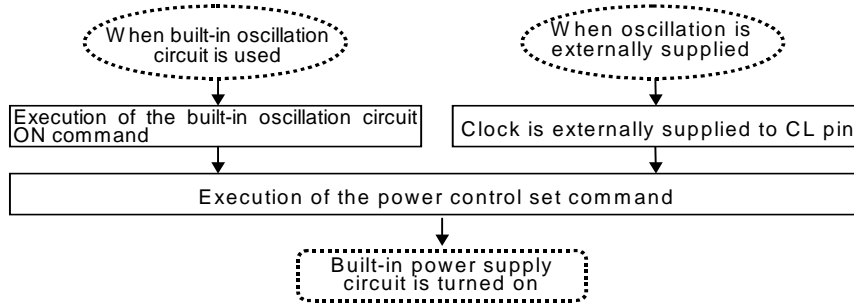 When built-in oscillation
circuit is used
When oscillation is
externally supplied
Execution of the built-in oscillation circuit
ON command
Clock is externally supplied to CL pin
Execution of the power control set command
Built-in power supply
circuit is turned on